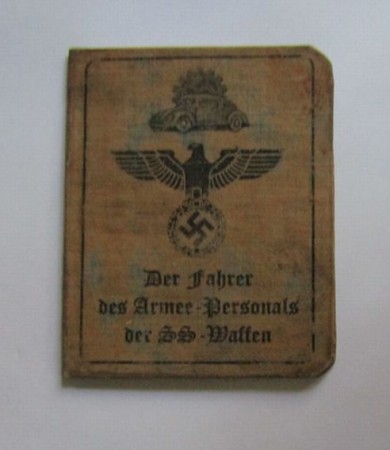 Der Fahrer
des Armee-Personals
der SS-Waffen